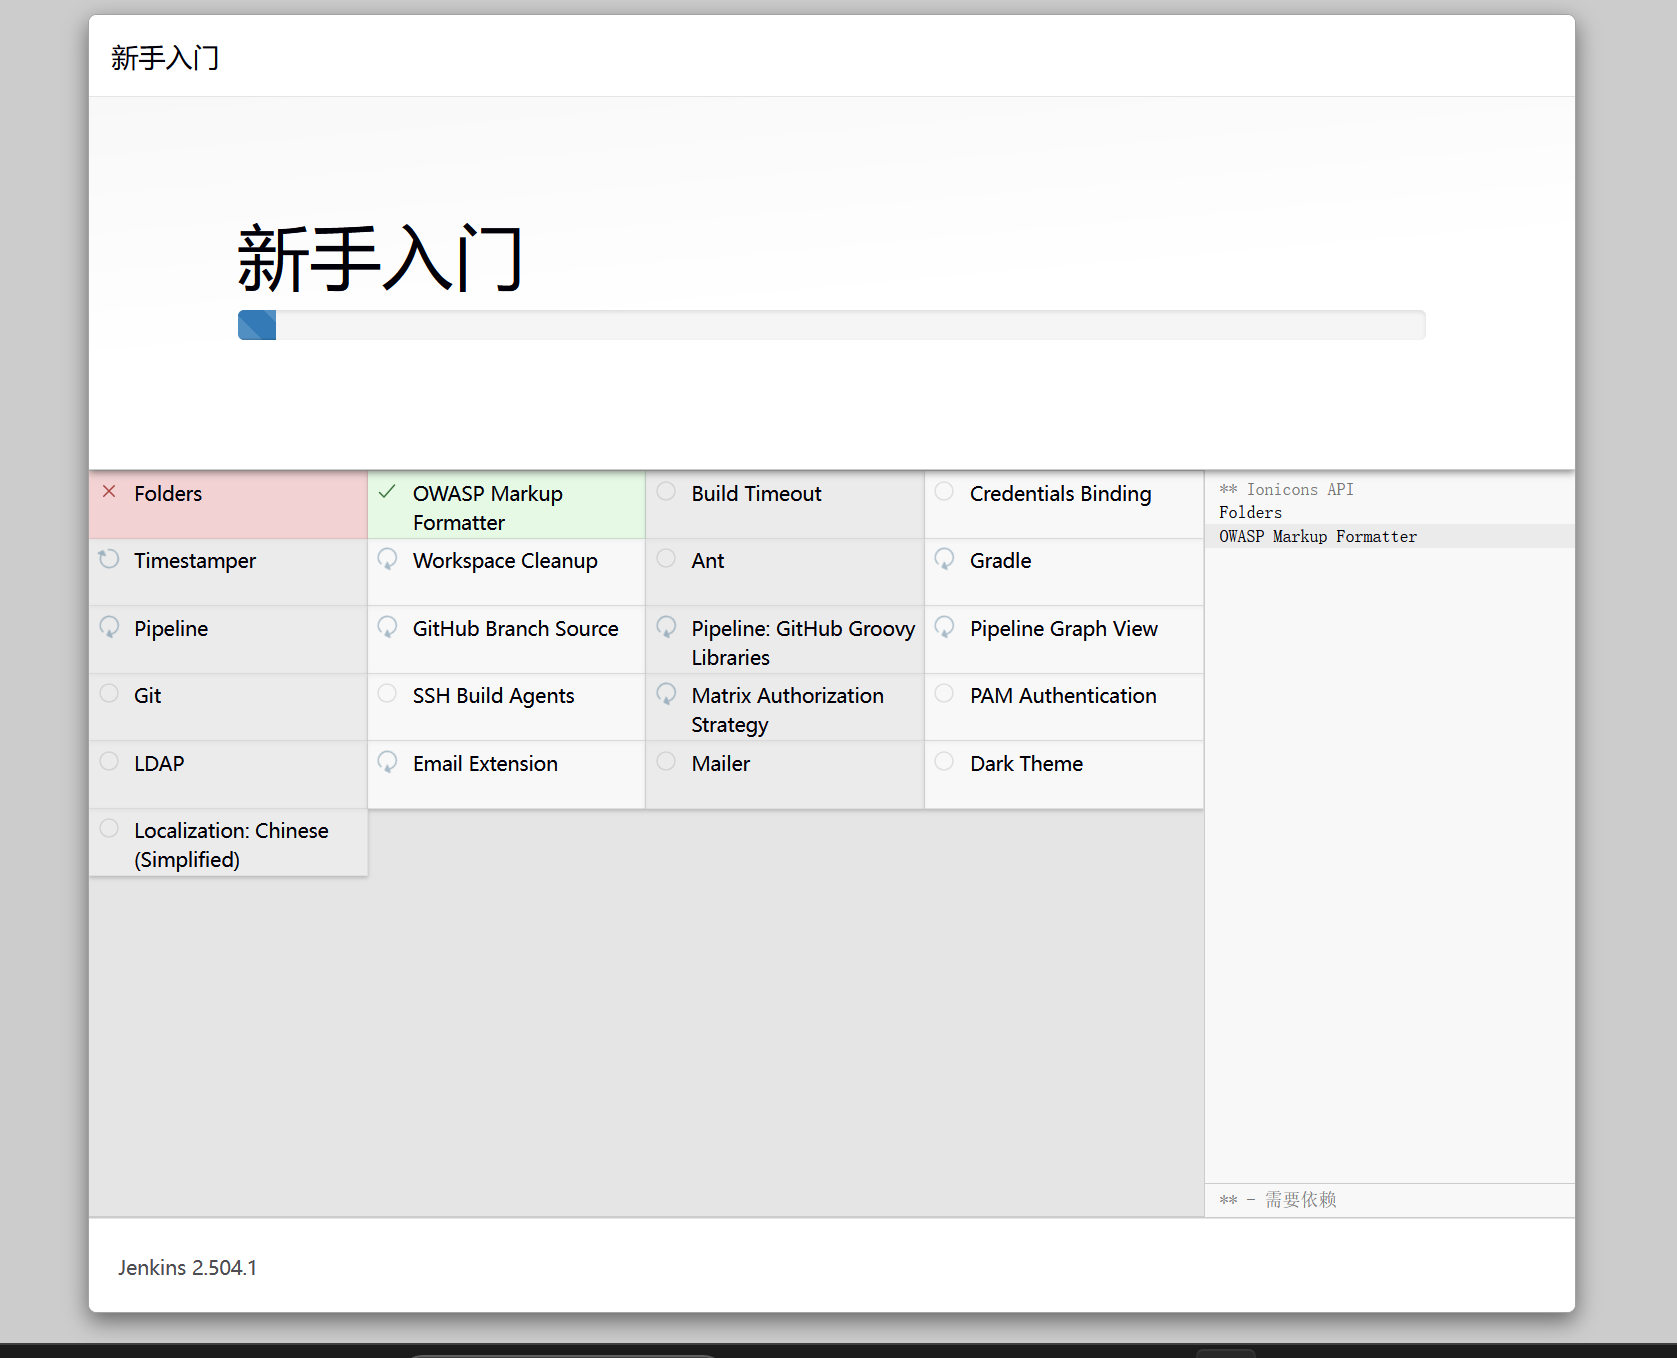 新手入门
新手入门
Folders
OWASP Markup
Formatter
Build Timeout
Credentials Binding
Timestamper
Workspace Cleanup
Ant
Gradle
Pipeline
GitHub Branch Source
Pipeline: GitHub Groovy
Libraries
Pipeline Graph View
Git
SSH Build Agents
Matrix Authorization
Strategy
PAM Authentication
LDAP
Email Extension
Mailer
Dark Theme
Localization: Chinese
(Simplified)
** Ionicons API
Folders
OWASP Markup Formatter
** - 需要依赖
Jenkins 2.504.1